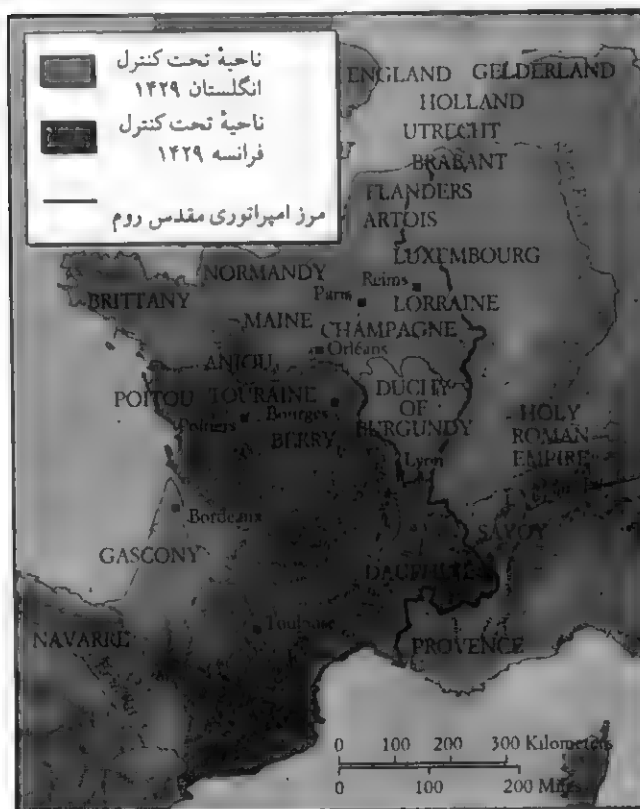 ناحیهٔ تحت کنترل
انگلستان ۱۴۲۹
ناحیهٔ تحت کنترل
فرانسه ۱۴۲۹
مرز امپراتوری مقدس روم
ENGLAND GELDERLAND
HOLLAND
UTRECHT
BRABANT
FLANDERS
ARTOIS
LUXEMBOURG
NORMANDY
Reims
BRITTANY
Paris
LORRAINE
MAINE
CHAMPAGNE
Orléans
ANJOU
POITOU TOURAINE
DUCHY
OF
BURGUNDY
Poitiers
Bourges
BERRY
HOLY
ROMAN
EMPIRE
Lyon
Bordeaux
SAVOY
GASCONY
DAUPHINE
Toulouse
NAVARRE
PROVENCE
0 100 200 300 Kilometers
0 100 200 Miles